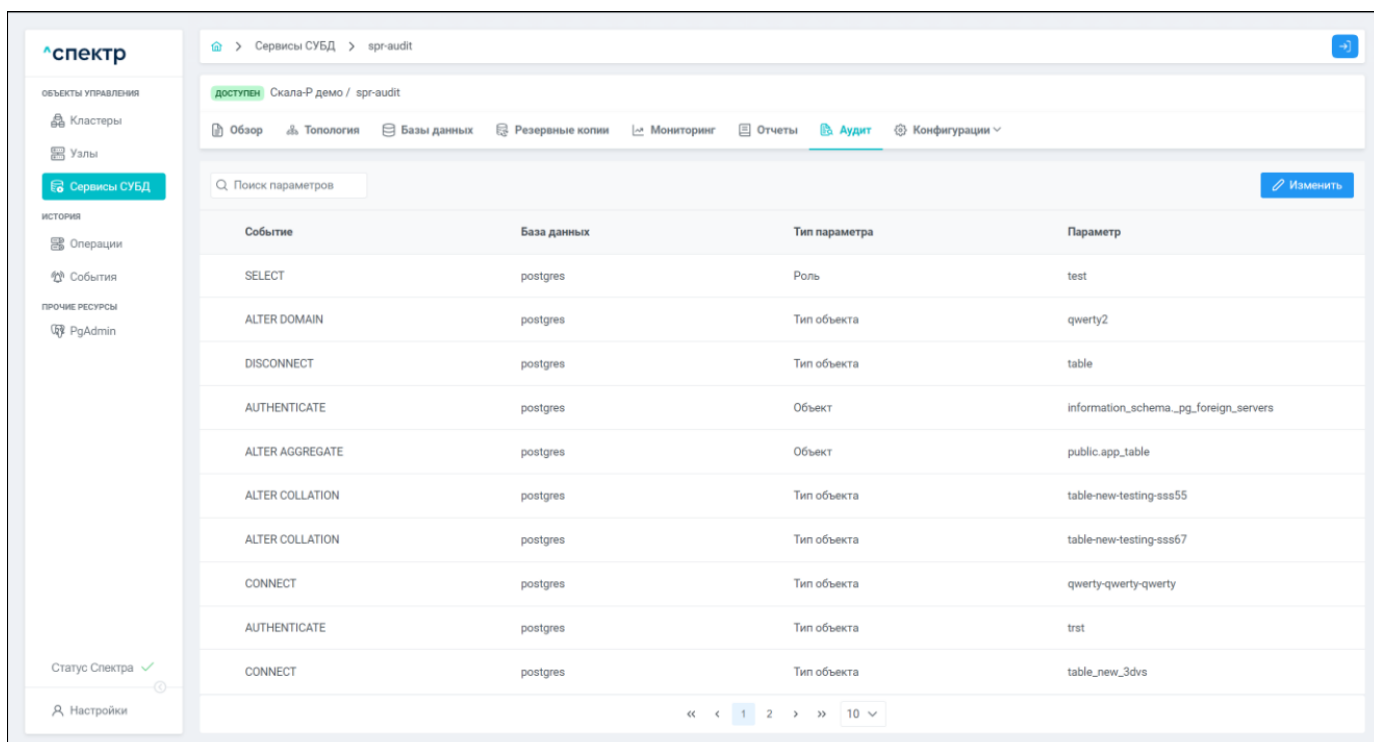 ^спектр
ОБЪЕКТЫ УПРАВЛЕНИЯ
Кластеры
Узлы
Сервисы СУБД
ИСТОРИЯ
Операции
События
ПРОЧИЕ РЕСУРСЫ
PgAdmin
Статус Спектра
Настройки
> Сервисы СУБД > spr-audit
ДОСТУПЕН Скала-Р демо / spr-audit
Обзор Топология Базы данных Резервные копии Мониторинг Отчеты Аудит Конфигурации
Поиск параметров Изменить
Событие База данных Тип параметра Параметр
SELECT postgres Роль test
ALTER DOMAIN postgres Тип объекта qwerty2
DISCONNECT postgres Тип объекта table
AUTHENTICATE postgres Объект information_schema._pg_foreign_servers
ALTER AGGREGATE postgres Объект public.app_table
ALTER COLLATION postgres Тип объекта table-new-testing-sss55
ALTER COLLATION postgres Тип объекта table-new-testing-sss67
CONNECT postgres Тип объекта qwerty-qwerty-qwerty
AUTHENTICATE postgres Тип объекта trst
CONNECT postgres Тип объекта table_new_3dvs
« ‹ 1 2 › » 10